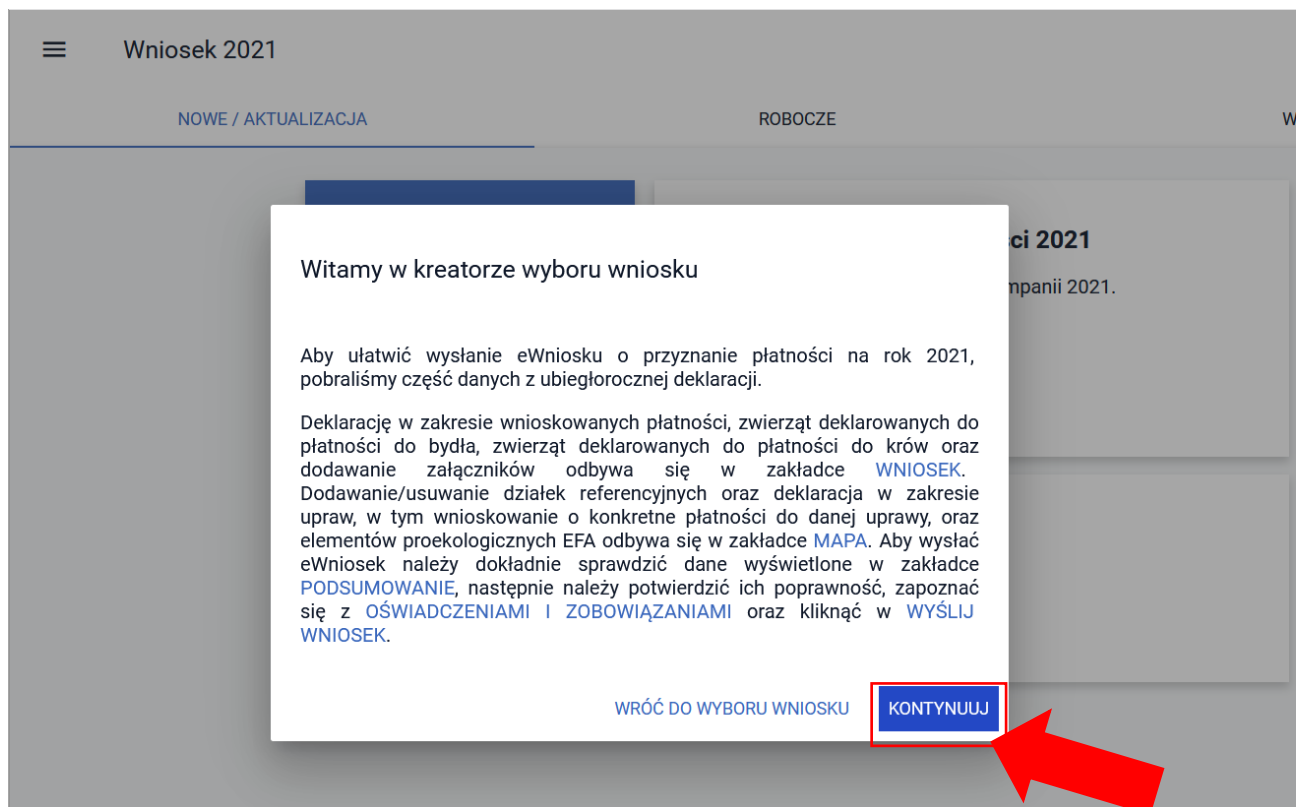 Wniosek 2021
NOWE / AKTUALIZACJA
ROBOCZE
W
ci 2021
mpanii 2021.
Witamy w kreatorze wyboru wniosku
Aby ułatwić wysłanie eWniosku o przyznanie płatności na rok 2021,
pobraliśmy część danych z ubiegłorocznej deklaracji.
Deklarację w zakresie wnioskowanych płatności, zwierząt deklarowanych do
płatności do bydła, zwierząt deklarowanych do płatności do krów oraz
dodawanie załączników odbywa się w zakładce WNIOSEK.
Dodawanie/usuwanie działek referencyjnych oraz deklaracja w zakresie
upraw, w tym wnioskowanie o konkretne płatności do danej uprawy, oraz
elementów proekologicznych EFA odbywa się w zakładce MAPA. Aby wysłać
eWniosek należy dokładnie sprawdzić dane wyświetlone w zakładce
PODSUMOWANIE, następnie należy potwierdzić ich poprawność, zapoznać
się z OŚWIADCZENIAMI I ZOBOWIĄZANIAMI oraz kliknąć w WYŚLIJ
WNIOSEK.
WRÓĆ DO WYBORU WNIOSKU
KONTYNUUJ